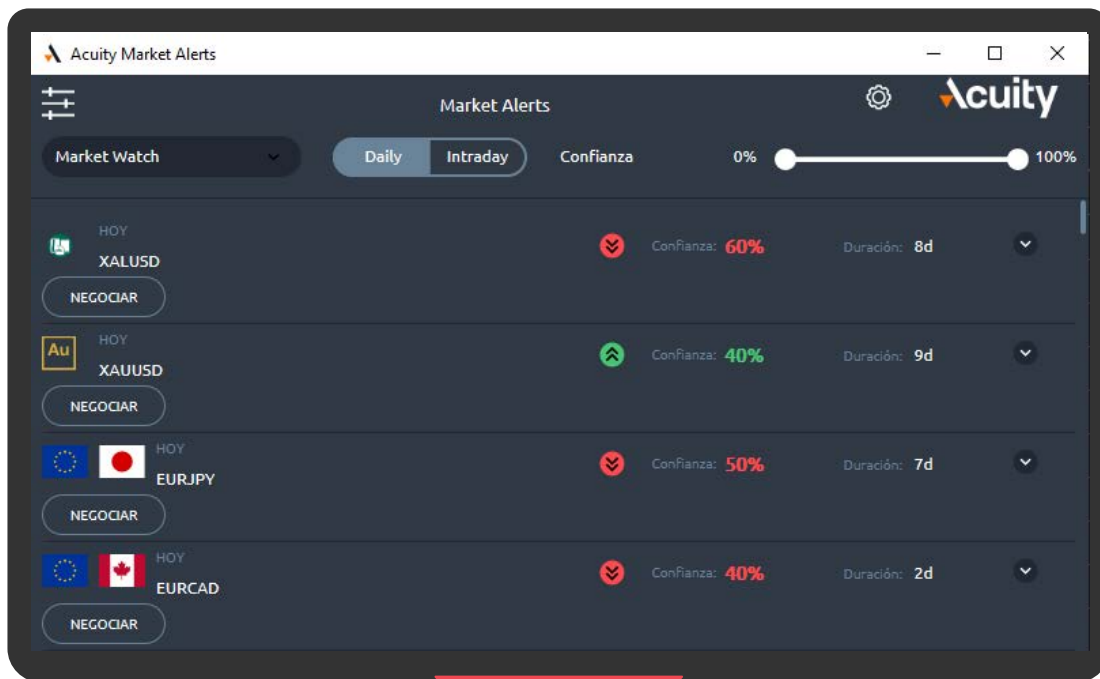 Acuity Market Alerts
Market Alerts
Acuity
Market Watch
Daily
Intraday
Confianza
0%
100%
HOY
XALUSD
Confianza: 60%
Duración: 8d
NEGOCIAR
Au
HOY
XAUUSD
Confianza: 40%
Duración: 9d
NEGOCIAR
HOY
EURJPY
Confianza: 50%
Duración: 7d
NEGOCIAR
HOY
EURCAD
Confianza: 40%
Duración: 2d
NEGOCIAR